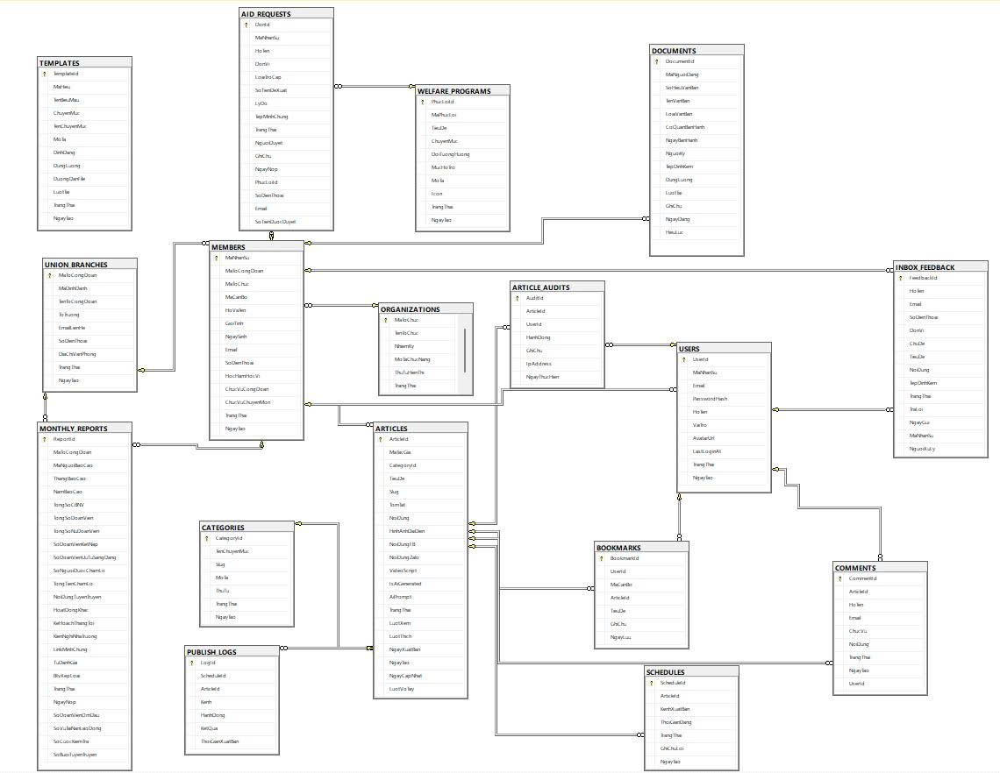 AID_REQUESTS
DonId
MaNhanSu
HoTen
DonVi
LoaiTroCap
SoTienDeXuat
LyDo
TepMinhChung
TrangThai
NguoiDuyet
GhiChu
NgayNop
PhucLoiId
SoDienThoai
Email
SoTienDuocDuyet
TEMPLATES
TemplateId
MaHieu
TenBieuMau
ChuyenMuc
TenChuyenMuc
MoTa
DinhDang
DungLuong
DuongDanFile
LuotTai
TrangThai
NgayTao
WELFARE_PROGRAMS
PhucLoiId
MaPhucLoi
TieuDe
ChuyenMuc
DoiTuongHuong
MucHoTro
MoTa
Icon
TrangThai
NgayTao
DOCUMENTS
DocumentId
MaNguoiDang
SoHieuVanBan
TenVanBan
LoaiVanBan
CoQuanBanHanh
NgayBanHanh
NguoiKy
TepDinhKem
DungLuong
LuotTai
GhiChu
NgayDang
HieuLuc
UNION_BRANCHES
MaToCongDoan
MaDinhDanh
TenToCongDoan
ToTruong
EmailLienHe
SoDienThoai
DiaChiVanPhong
TrangThai
NgayTao
MEMBERS
MaNhanSu
MaToCongDoan
MaToChuc
MaCanBo
HoVaTen
GioiTinh
NgaySinh
Email
SoDienThoai
HocHamHocVi
ChucVuCongDoan
ChucVuChuyenMon
TrangThai
NgayTao
ORGANIZATIONS
MaToChuc
TenToChuc
NhiemKy
MoTaChucNang
ThuTuHienThi
TrangThai
ARTICLE_AUDITS
AuditId
ArticleId
UserId
HanhDong
GhiChu
IpAddress
NgayThucHien
USERS
UserId
MaNhanSu
Email
PasswordHash
HoTen
VaiTro
AvatarUrl
LastLoginAt
TrangThai
NgayTao
INBOX_FEEDBACK
FeedbackId
HoTen
Email
SoDienThoai
DonVi
ChuDe
TieuDe
NoiDung
TepDinhKem
TrangThai
TraLoi
NgayGui
MaNhanSu
NguoiXuLy
MONTHLY_REPORTS
ReportId
MaToCongDoan
MaNguoiBaoCao
ThangBaoCao
NamBaoCao
TongSoCBNV
TongSoDoanVien
TongSoNuDoanVien
SoDoanVienKetNap
SoDoanVienUuTuSangDang
SoNguoiDuocChamLo
TongTienChamLo
NoiDungTuyenTruyen
HoatDongKhac
KeHoachThangToi
KienNghiNhaTruong
LinkMinhChung
TuDanhGia
BtvXepLoai
TrangThai
NgayNop
SoDoanVienOmDau
SoVuTaiNanLaoDong
SoCuocKiemTra
SoBuoiTuyenTruyen
ARTICLES
ArticleId
MaTacGia
CategoryId
TieuDe
Slug
TomTat
NoiDung
HinhAnhDaiDien
NoiDungFB
NoiDungZalo
VideoScript
IsAiGenerated
AiPrompt
TrangThai
LuotXem
LuotThich
NgayXuatBan
NgayTao
NgayCapNhat
LuotVoTay
CATEGORIES
CategoryId
TenChuyenMuc
Slug
MoTa
ThuTu
TrangThai
NgayTao
PUBLISH_LOGS
LogId
ScheduleId
ArticleId
Kenh
HanhDong
KetQua
ThoiGianXuatBan
BOOKMARKS
BookmarkId
UserId
MaCanBo
ArticleId
TieuDe
GhiChu
NgayLuu
COMMENTS
CommentId
ArticleId
HoTen
Email
ChucVu
NoiDung
TrangThai
NgayTao
UserId
SCHEDULES
ScheduleId
ArticleId
KenhXuatBan
ThoiGianDang
TrangThai
GhiChuLoi
NgayTao